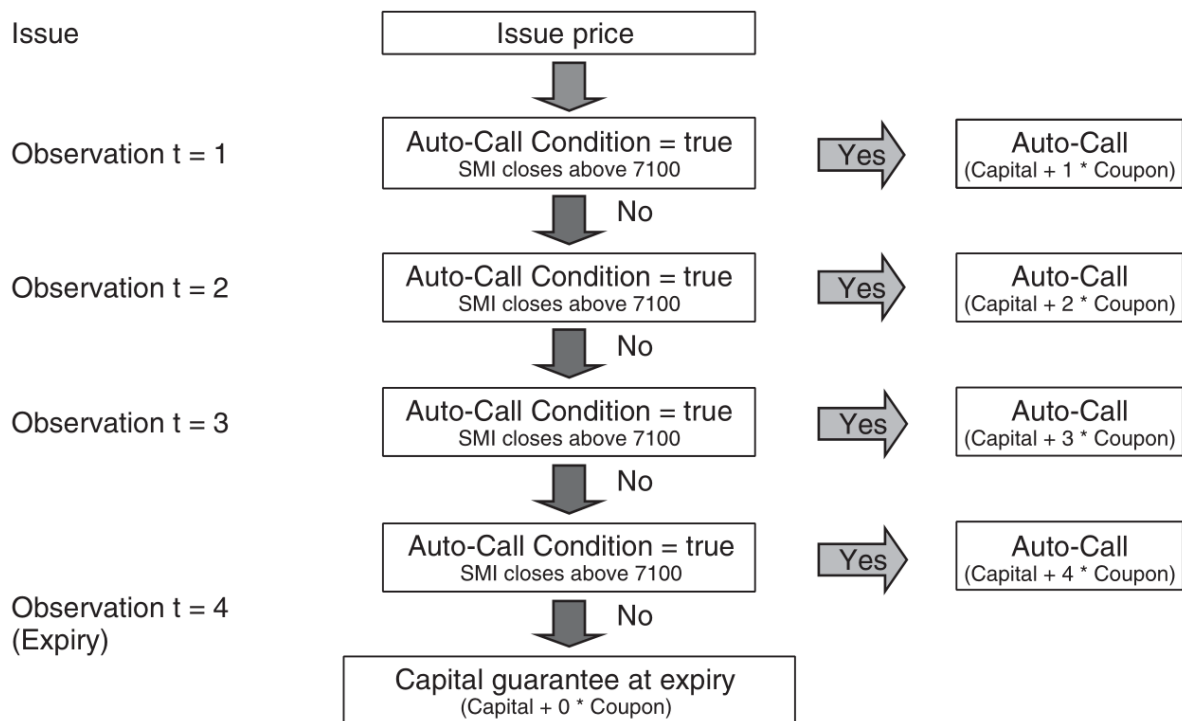 Issue
Issue price
Observation t = 1
Auto-Call Condition = true
SMI closes above 7100
Yes
Auto-Call
(Capital + 1 * Coupon)
No
Observation t = 2
Auto-Call Condition = true
SMI closes above 7100
Yes
Auto-Call
(Capital + 2 * Coupon)
No
Observation t = 3
Auto-Call Condition = true
SMI closes above 7100
Yes
Auto-Call
(Capital + 3 * Coupon)
No
Auto-Call Condition = true
SMI closes above 7100
Yes
Auto-Call
(Capital + 4 * Coupon)
Observation t = 4
(Expiry)
No
Capital guarantee at expiry
(Capital + 0 * Coupon)